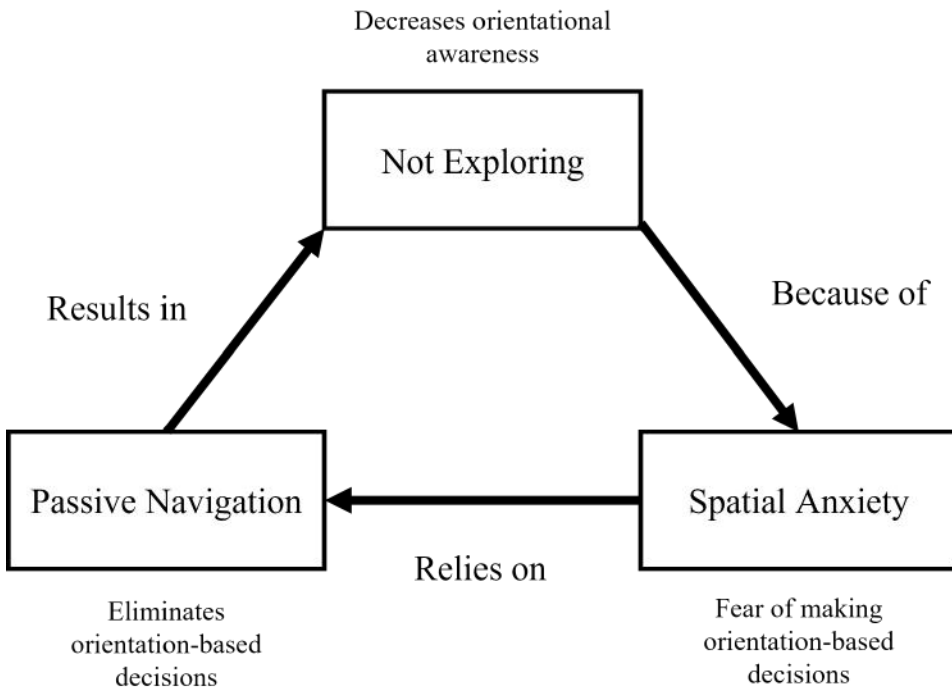 Decreases orientational
awareness
Not Exploring
Results in
Because of
Passive Navigation
Spatial Anxiety
Relies on
Eliminates
orientation-based
decisions
Fear of making
orientation-based
decisions